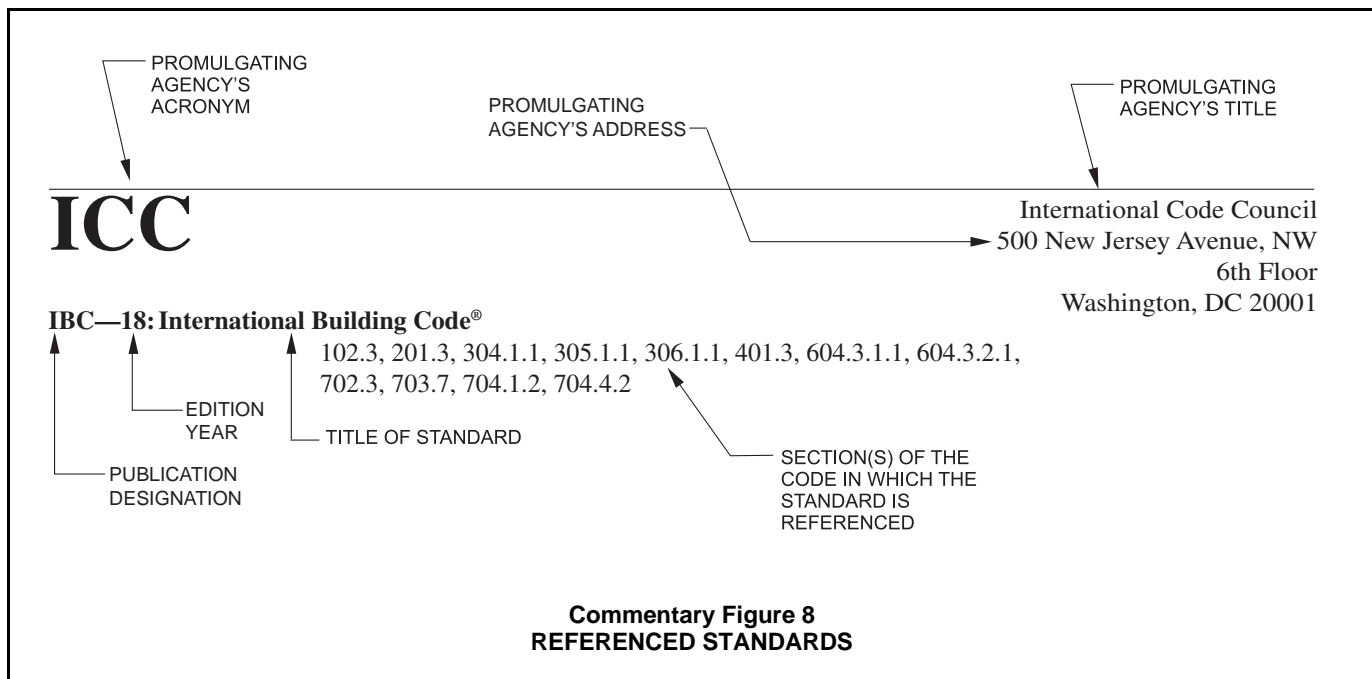 PROMULGATING
AGENCY'S
ACRONYM
PROMULGATING
AGENCY'S ADDRESS
PROMULGATING
AGENCY'S TITLE
ICC
International Code Council
500 New Jersey Avenue, NW
6th Floor
Washington, DC 20001
IBC—18: International Building Code®
102.3, 201.3, 304.1.1, 305.1.1, 306.1.1, 401.3, 604.3.1.1, 604.3.2.1,
702.3, 703.7, 704.1.2, 704.4.2
EDITION
YEAR
TITLE OF STANDARD
PUBLICATION
DESIGNATION
SECTION(S) OF THE
CODE IN WHICH THE
STANDARD IS
REFERENCED
Commentary Figure 8
REFERENCED STANDARDS